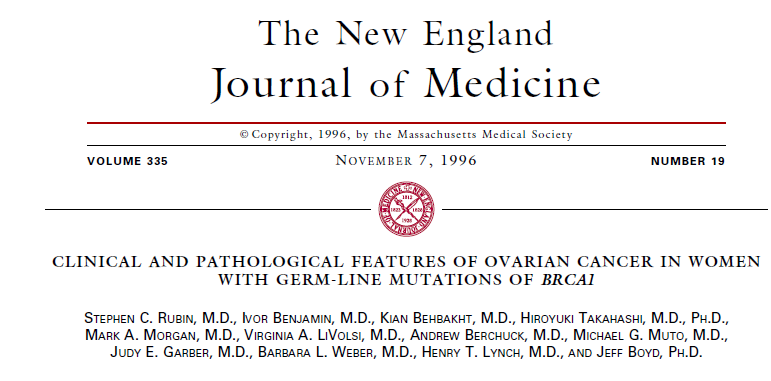 The New England
Journal of Medicine
© Copyright, 1996, by the Massachusetts Medical Society
VOLUME 335 NOVEMBER 7, 1996 NUMBER 19
CLINICAL AND PATHOLOGICAL FEATURES OF OVARIAN CANCER IN WOMEN
WITH GERM-LINE MUTATIONS OF BRCA1
STEPHEN C. RUBIN, M.D., IVOR BENJAMIN, M.D., KIAN BEHBAKHT, M.D., HIROYUKI TAKAHASHI, M.D., PH.D.,
MARK A. MORGAN, M.D., VIRGINIA A. LIVOLSI, M.D., ANDREW BERCHUCK, M.D., MICHAEL G. MUTO, M.D.,
JUDY E. GARBER, M.D., BARBARA L. WEBER, M.D., HENRY T. LYNCH, M.D., AND JEFF BOYD, PH.D.